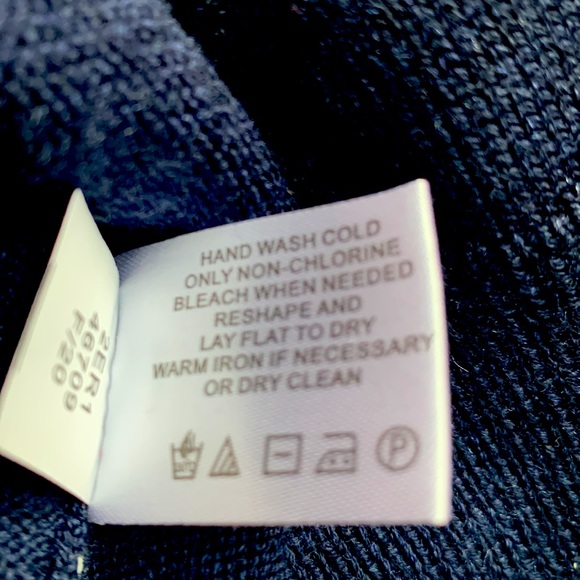 HAND WASH COLD
ONLY NON-CHLORINE
BLEACH WHEN NEEDED
RESHAPE AND
LAY FLAT TO DRY
WARM IRON IF NECESSARY
OR DRY CLEAN
P
2ER1
46709
F/20